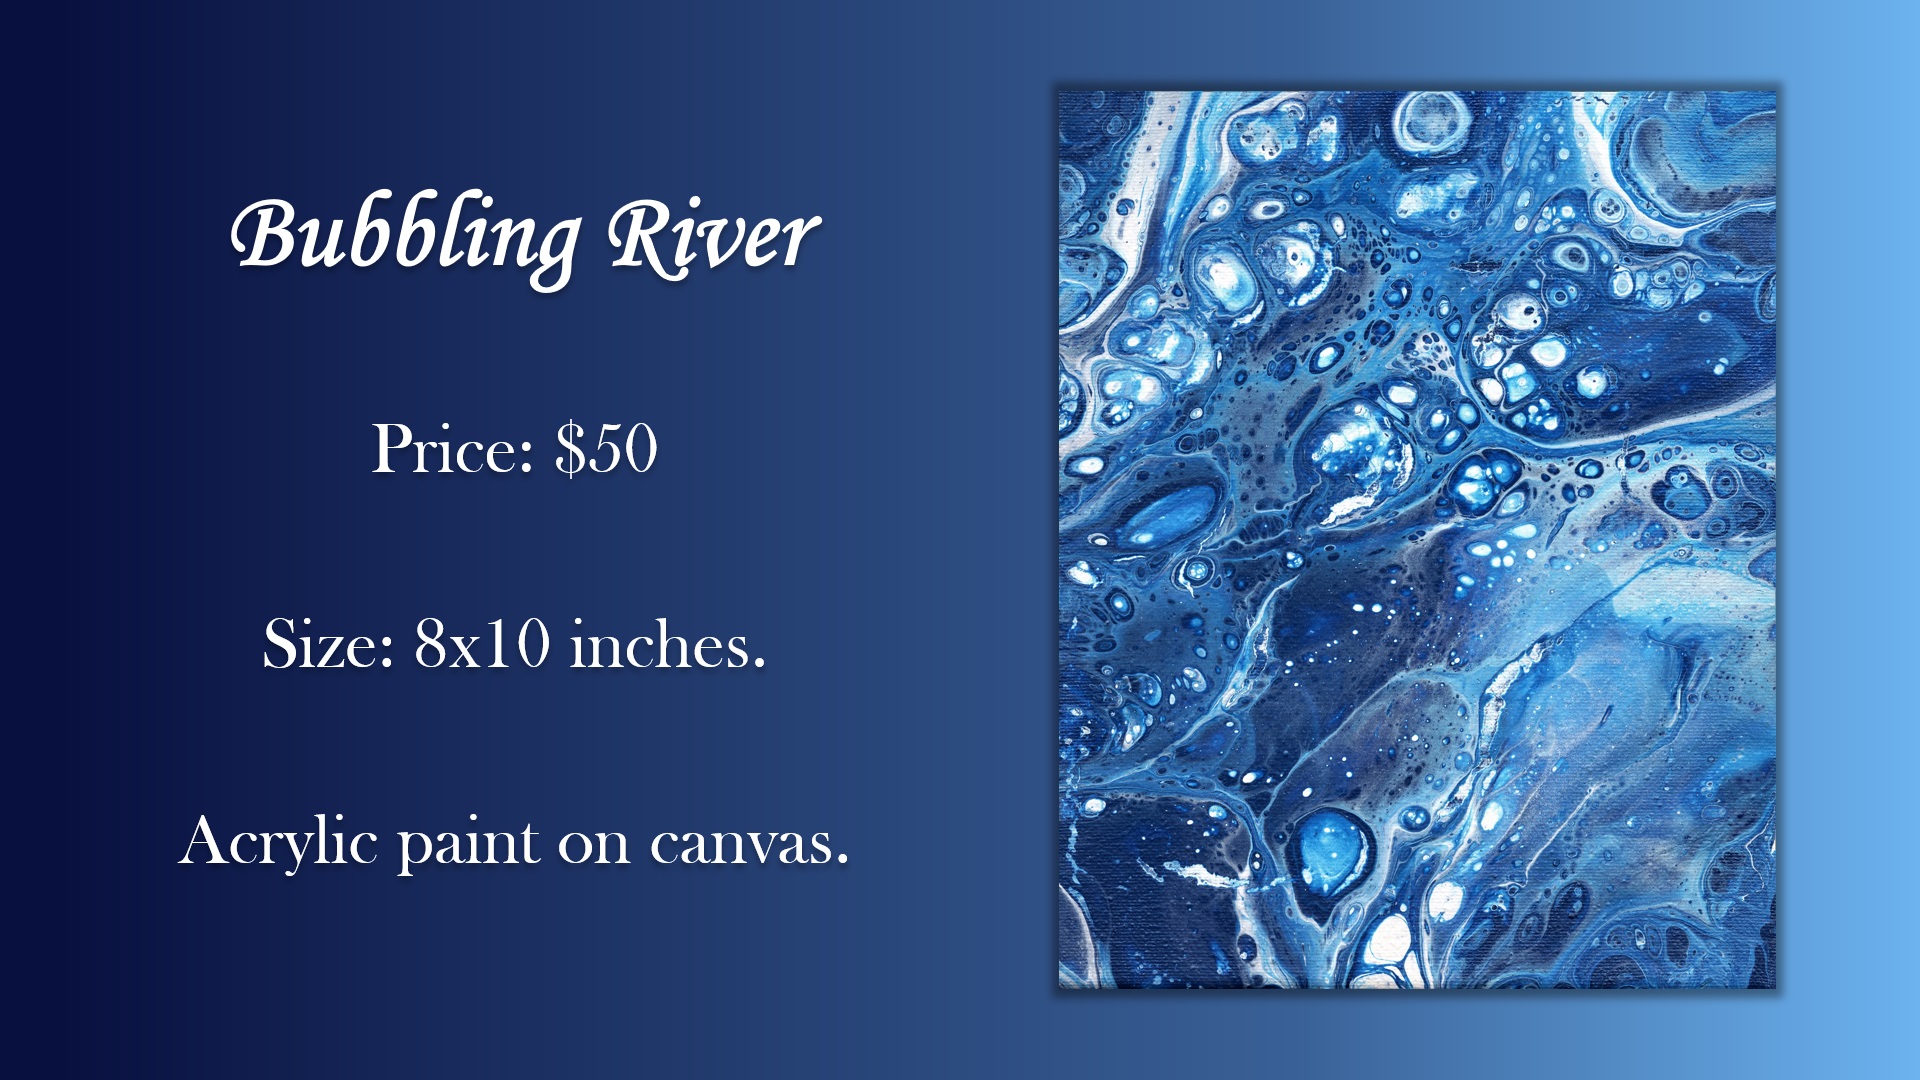 Bubbling River
Price: $50
Size: 8x10 inches.
Acrylic paint on canvas.